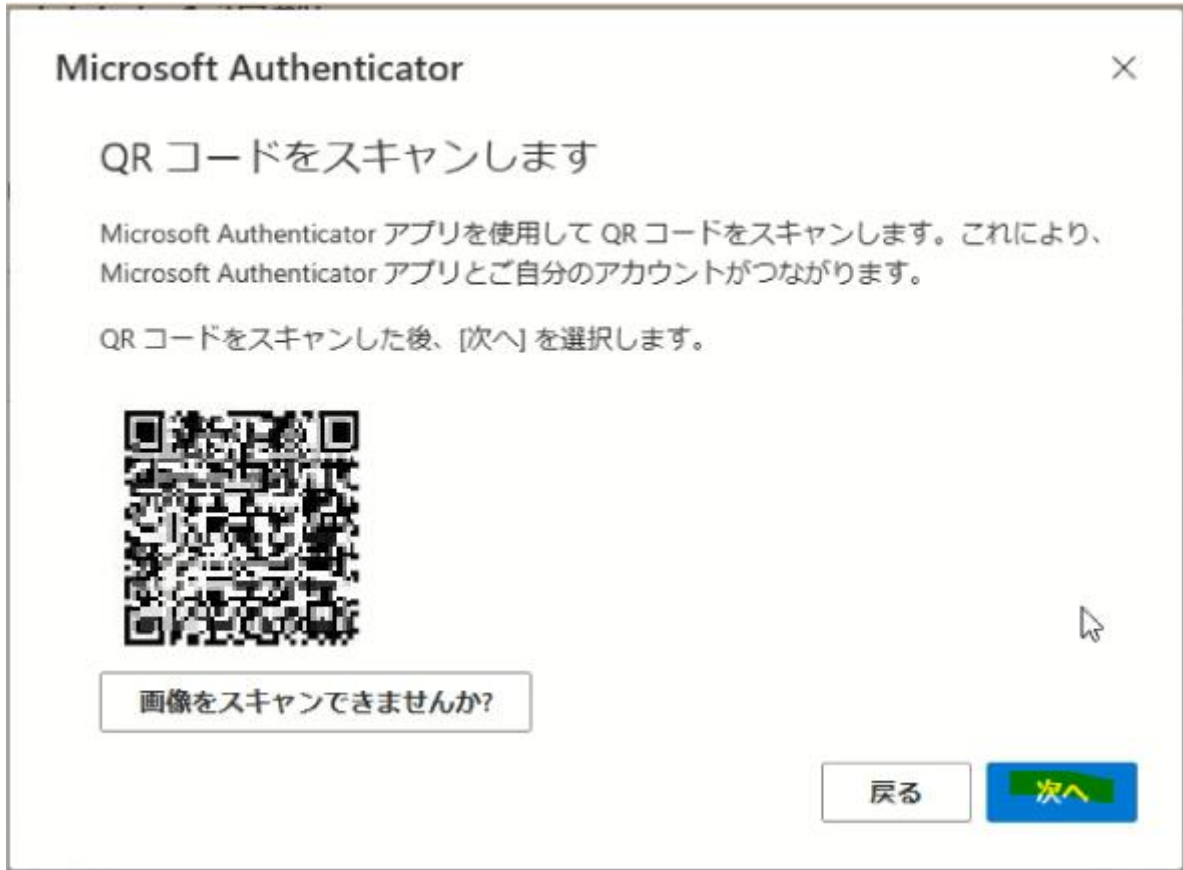 Microsoft Authenticator
QR コードをスキャンします
Microsoft Authenticator アプリを使用して QR コードをスキャンします。これにより、
Microsoft Authenticator アプリとご自分のアカウントがつながります。
QR コードをスキャンした後、[次へ] を選択します。
画像をスキャンできませんか?
戻る
次へ